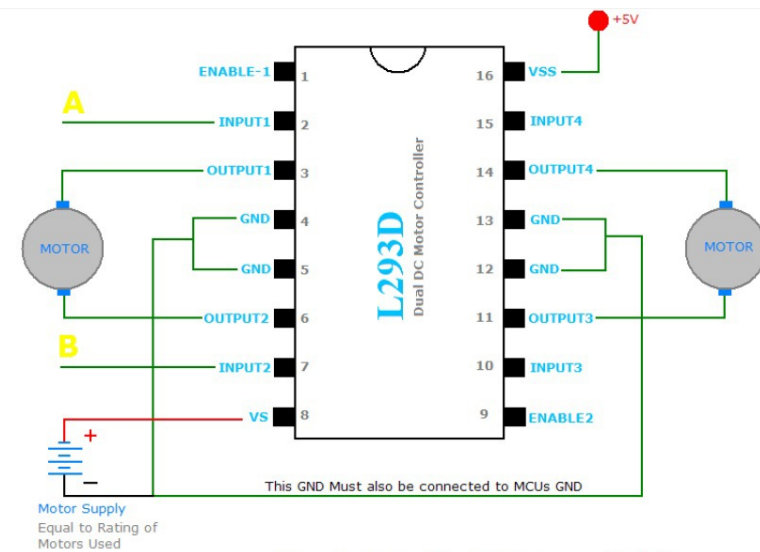 +5V
ENABLE-1
1
16
VSS
A
INPUT1
2
15
INPUT4
OUTPUT1
3
14
OUTPUT4
GND
4
13
GND
MOTOR
L293D
Dual DC Motor Controller
MOTOR
GND
5
12
GND
OUTPUT2
6
11
OUTPUT3
B
INPUT2
7
10
INPUT3
VS
8
9
ENABLE2
+
−
This GND Must also be connected to MCUs GND
Motor Supply
Equal to Rating of
Motors Used